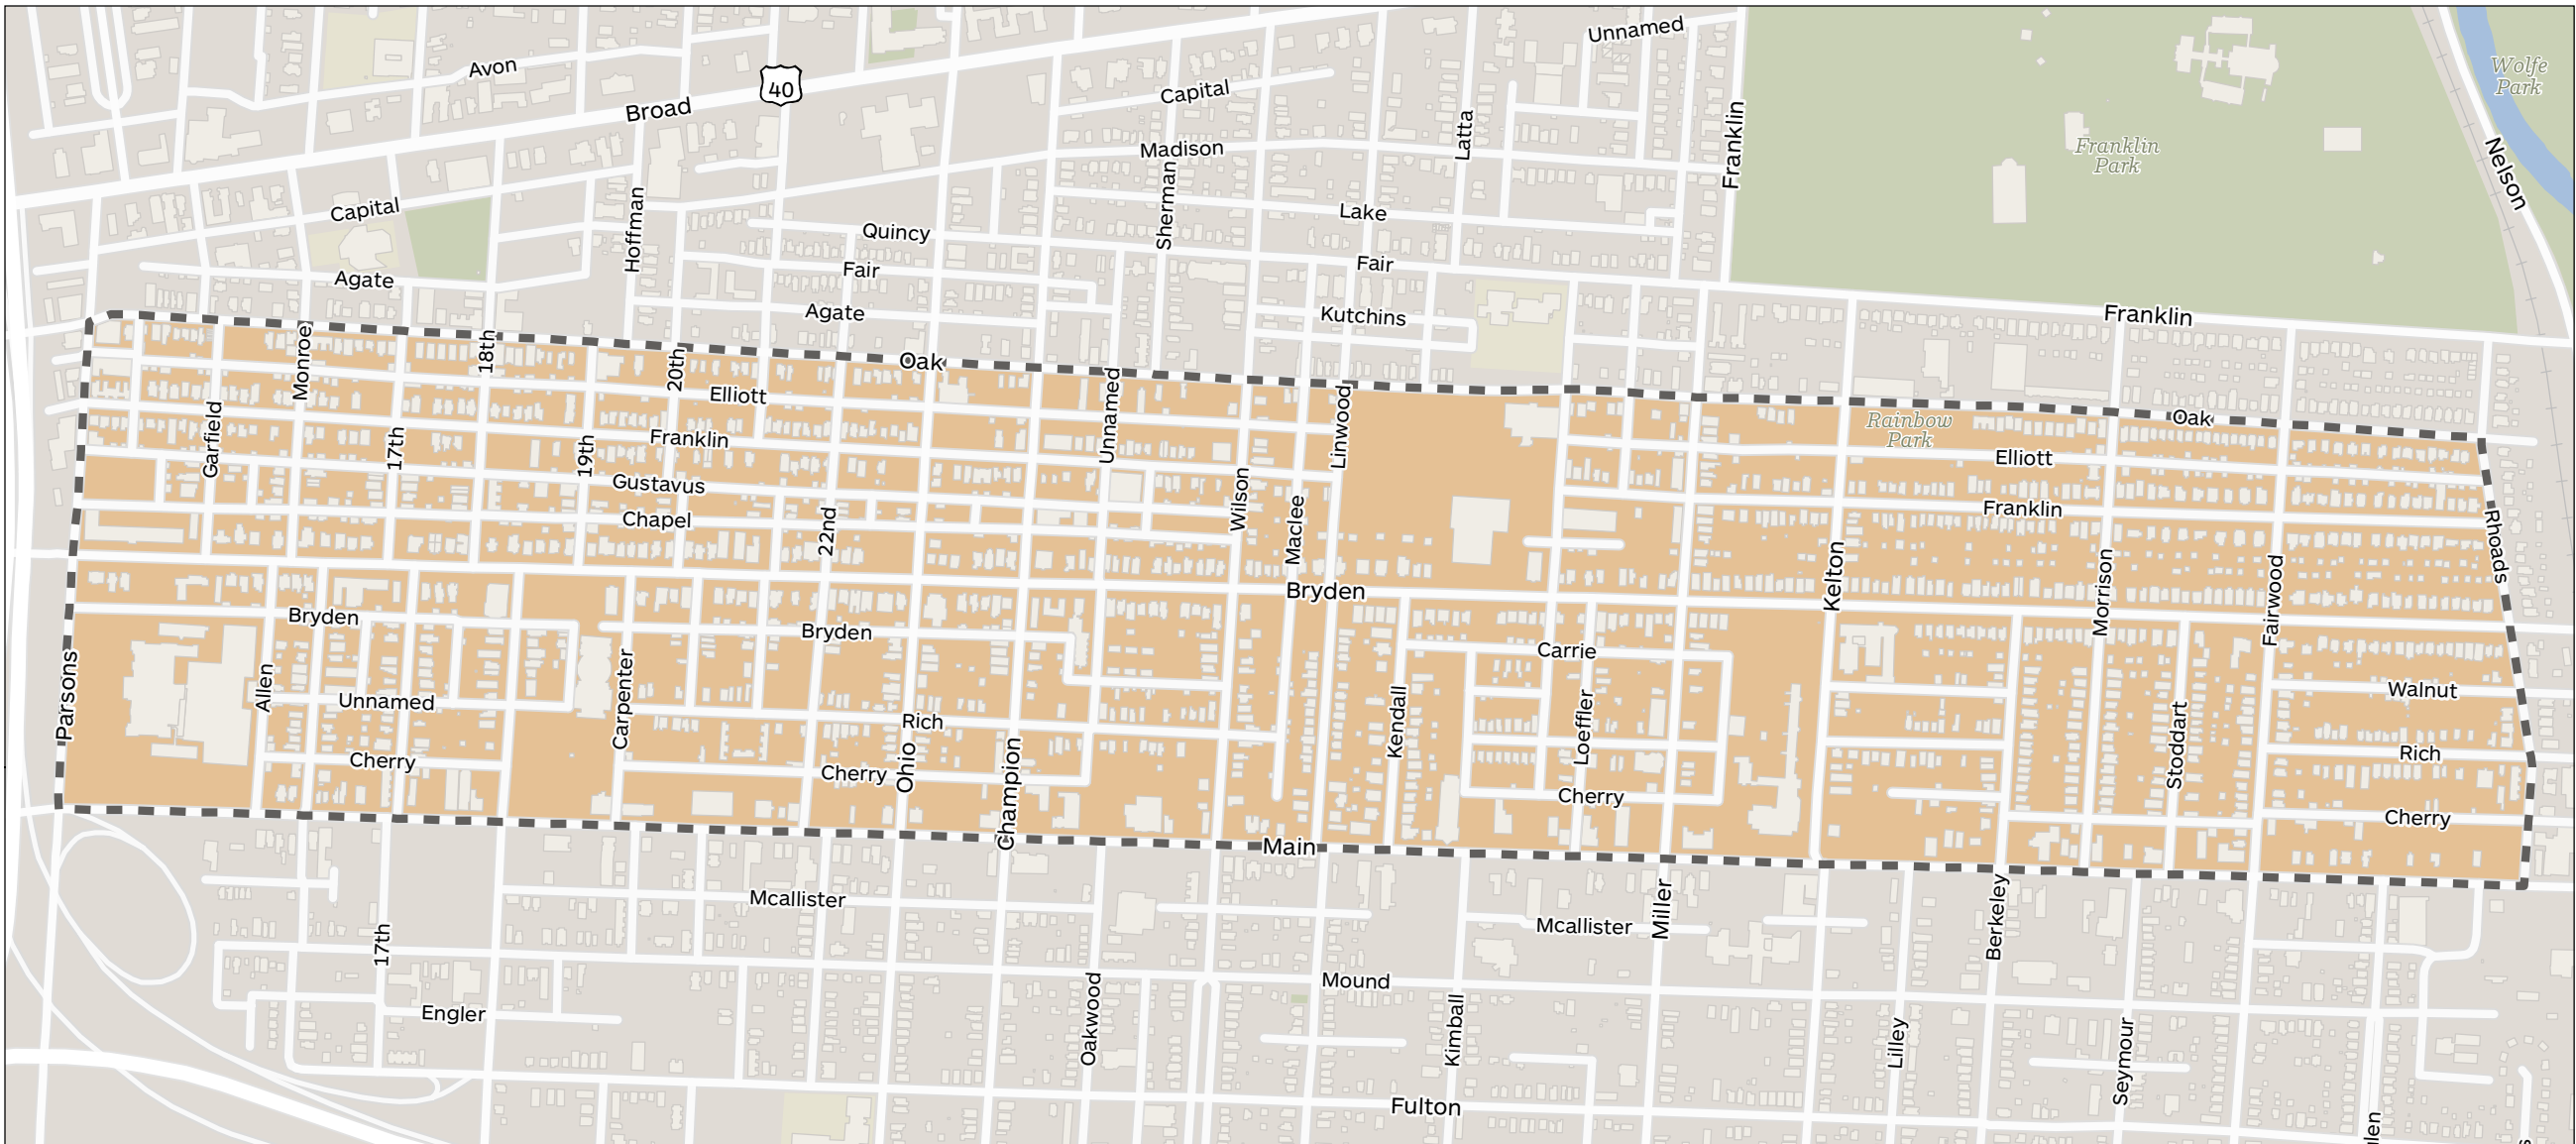 Unnamed
Avon
Wolfe
Park
40
Capital
Broad
Latta
Franklin
Madison
Franklin
Park
Nelson
Capital
Sherman
Hoffman
Lake
Quincy
Fair
Fair
Agate
Agate
Kutchins
Franklin
Monroe
18th
20th
Oak
Elliott
Unnamed
Linwood
Rainbow
Park
Oak
Garfield
17th
19th
Franklin
Elliott
Gustavus
Wilson
Maclee
Franklin
Chapel
22nd
Rhoads
Kelton
Morrison
Fairwood
Bryden
Bryden
Bryden
Carrie
Parsons
Allen
Unnamed
Carpenter
Walnut
Kendall
Loeffler
Stoddart
Rich
Rich
Cherry
Ohio
Cherry
Champion
Cherry
Cherry
Main
Mcallister
Miller
Mcallister
Berkeley
17th
Mound
Engler
Oakwood
Kimball
Lilley
Seymour
Fulton